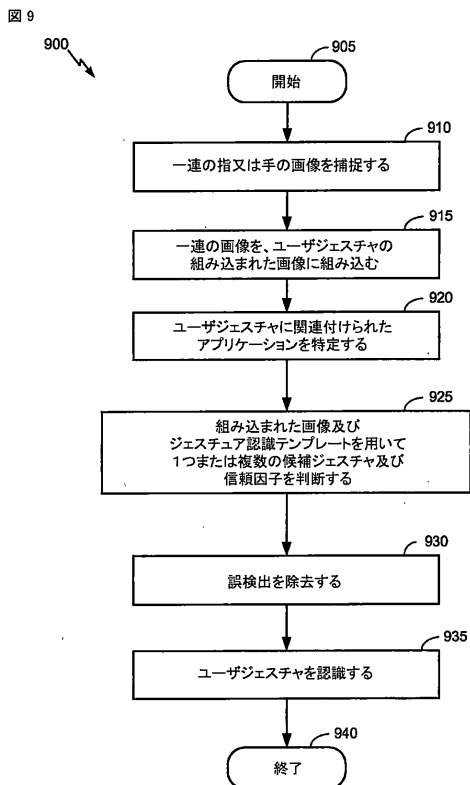 図 9
900
905
開始
910
一連の指又は手の画像を捕捉する
915
一連の画像を、ユーザジェスチャの
組み込まれた画像に組み込む
920
ユーザジェスチャに関連付けられた
アプリケーションを特定する
925
組み込まれた画像及び
ジェスチュア認識テンプレートを用いて
1つまたは複数の候補ジェスチャ及び
信頼因子を判断する
930
誤検出を除去する
935
ユーザジェスチャを認識する
940
終了